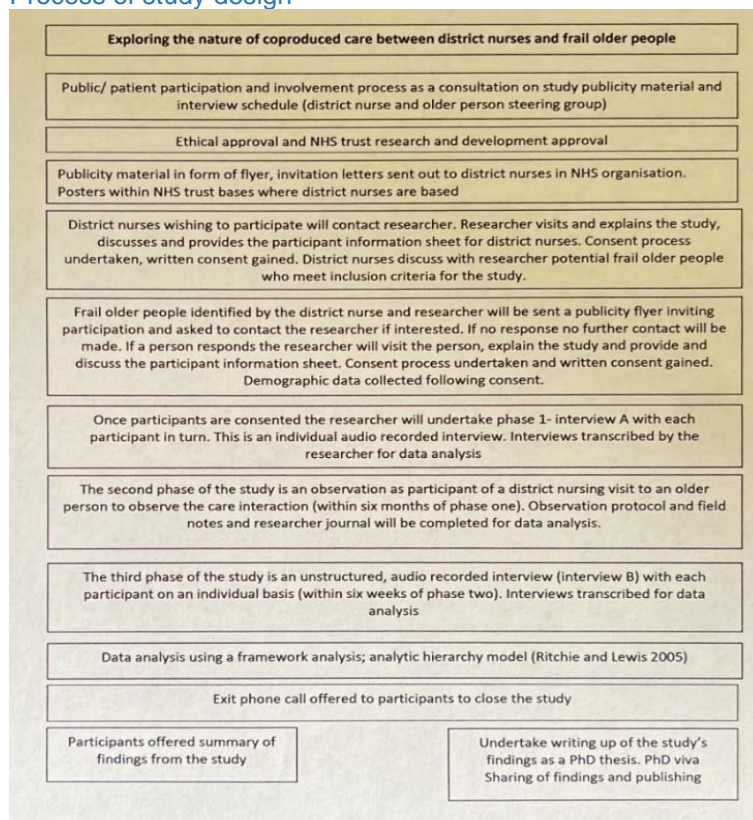 Process of study design
Exploring the nature of coproduced care between district nurses and frail older people
Public/ patient participation and involvement process as a consultation on study publicity material and
interview schedule (district nurse and older person steering group)
Ethical approval and NHS trust research and development approval
Publicity material in form of flyer, invitation letters sent out to district nurses in NHS organisation.
Posters within NHS trust bases where district nurses are based
District nurses wishing to participate will contact researcher. Researcher visits and explains the study,
discusses and provides the participant information sheet for district nurses. Consent process
undertaken, written consent gained. District nurses discuss with researcher potential frail older people
who meet inclusion criteria for the study.
Frail older people identified by the district nurse and researcher will be sent a publicity flyer inviting
participation and asked to contact the researcher if interested. If no response no further contact will be
made. If a person responds the researcher will visit the person, explain the study and provide and
discuss the participant information sheet. Consent process undertaken and written consent gained.
Demographic data collected following consent.
Once participants are consented the researcher will undertake phase 1- interview A with each
participant in turn. This is an individual audio recorded interview. Interviews transcribed by the
researcher for data analysis
The second phase of the study is an observation as participant of a district nursing visit to an older
person to observe the care interaction (within six months of phase one). Observation protocol and field
notes and researcher journal will be completed for data analysis.
The third phase of the study is an unstructured, audio recorded interview (interview B) with each
participant on an individual basis (within six weeks of phase two). Interviews transcribed for data
analysis
Data analysis using a framework analysis; analytic hierarchy model (Ritchie and Lewis 2005)
Exit phone call offered to participants to close the study
Participants offered summary of
findings from the study
Undertake writing up of the study's
findings as a PhD thesis. PhD viva
Sharing of findings and publishing